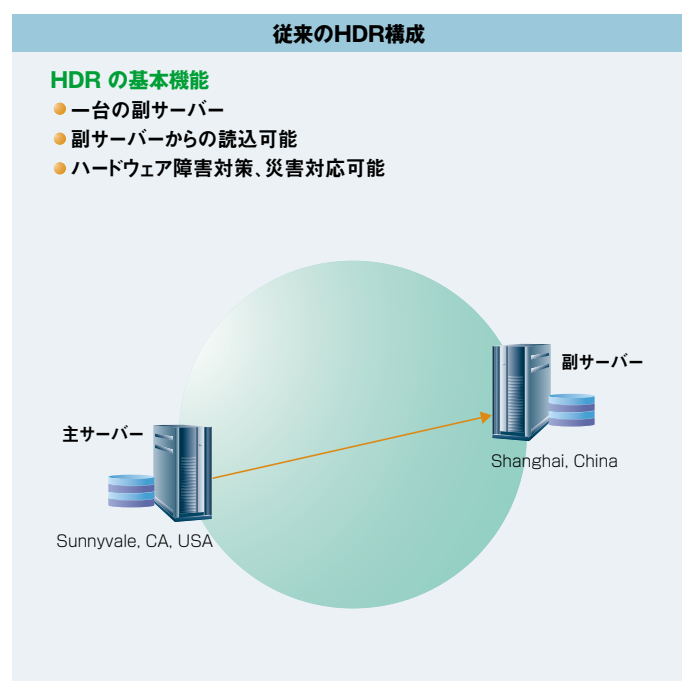 従来のHDR構成
HDR の基本機能
一台の副サーバー
副サーバーからの読込可能
ハードウェア障害対策、災害対応可能
副サーバー
主サーバー
Shanghai, China
Sunnyvale, CA, USA